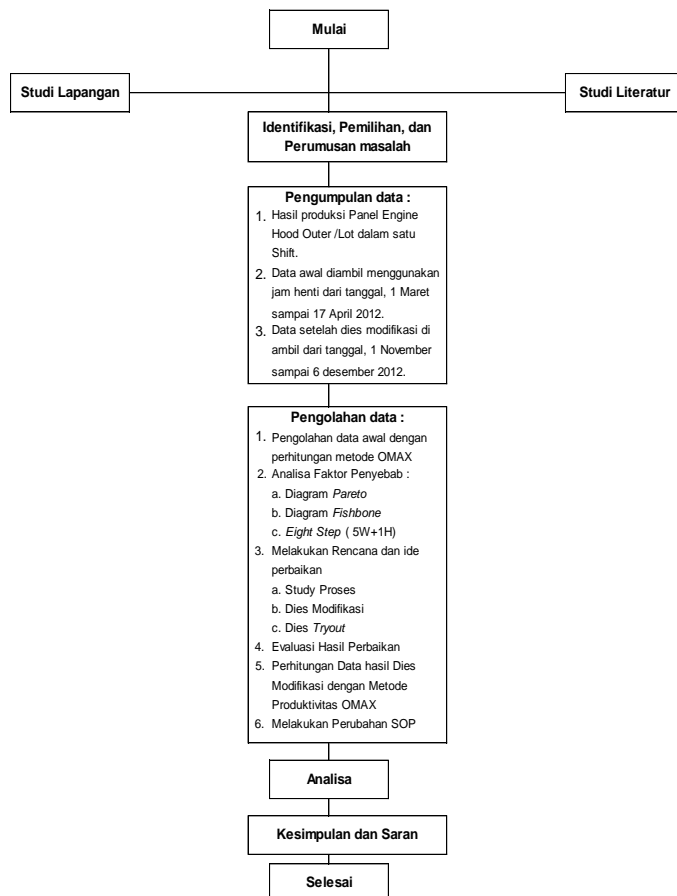 Mulai
Studi Lapangan
Studi Literatur
Identifikasi, Pemilihan, dan
Perumusan masalah
Pengumpulan data :
1. Hasil produksi Panel Engine
Hood Outer /Lot dalam satu
Shift.
2. Data awal diambil menggunakan
jam henti dari tanggal, 1 Maret
sampai 17 April 2012.
3. Data setelah dies modifikasi di
ambil dari tanggal, 1 November
sampai 6 desember 2012.
Pengolahan data :
1. Pengolahan data awal dengan
perhitungan metode OMAX
2. Analisa Faktor Penyebab :
a. Diagram Pareto
b. Diagram Fishbone
c. Eight Step ( 5W+1H)
3. Melakukan Rencana dan ide
perbaikan
a. Study Proses
b. Dies Modifikasi
c. Dies Tryout
4. Evaluasi Hasil Perbaikan
5. Perhitungan Data hasil Dies
Modifikasi dengan Metode
Produktivitas OMAX
6. Melakukan Perubahan SOP
Analisa
Kesimpulan dan Saran
Selesai